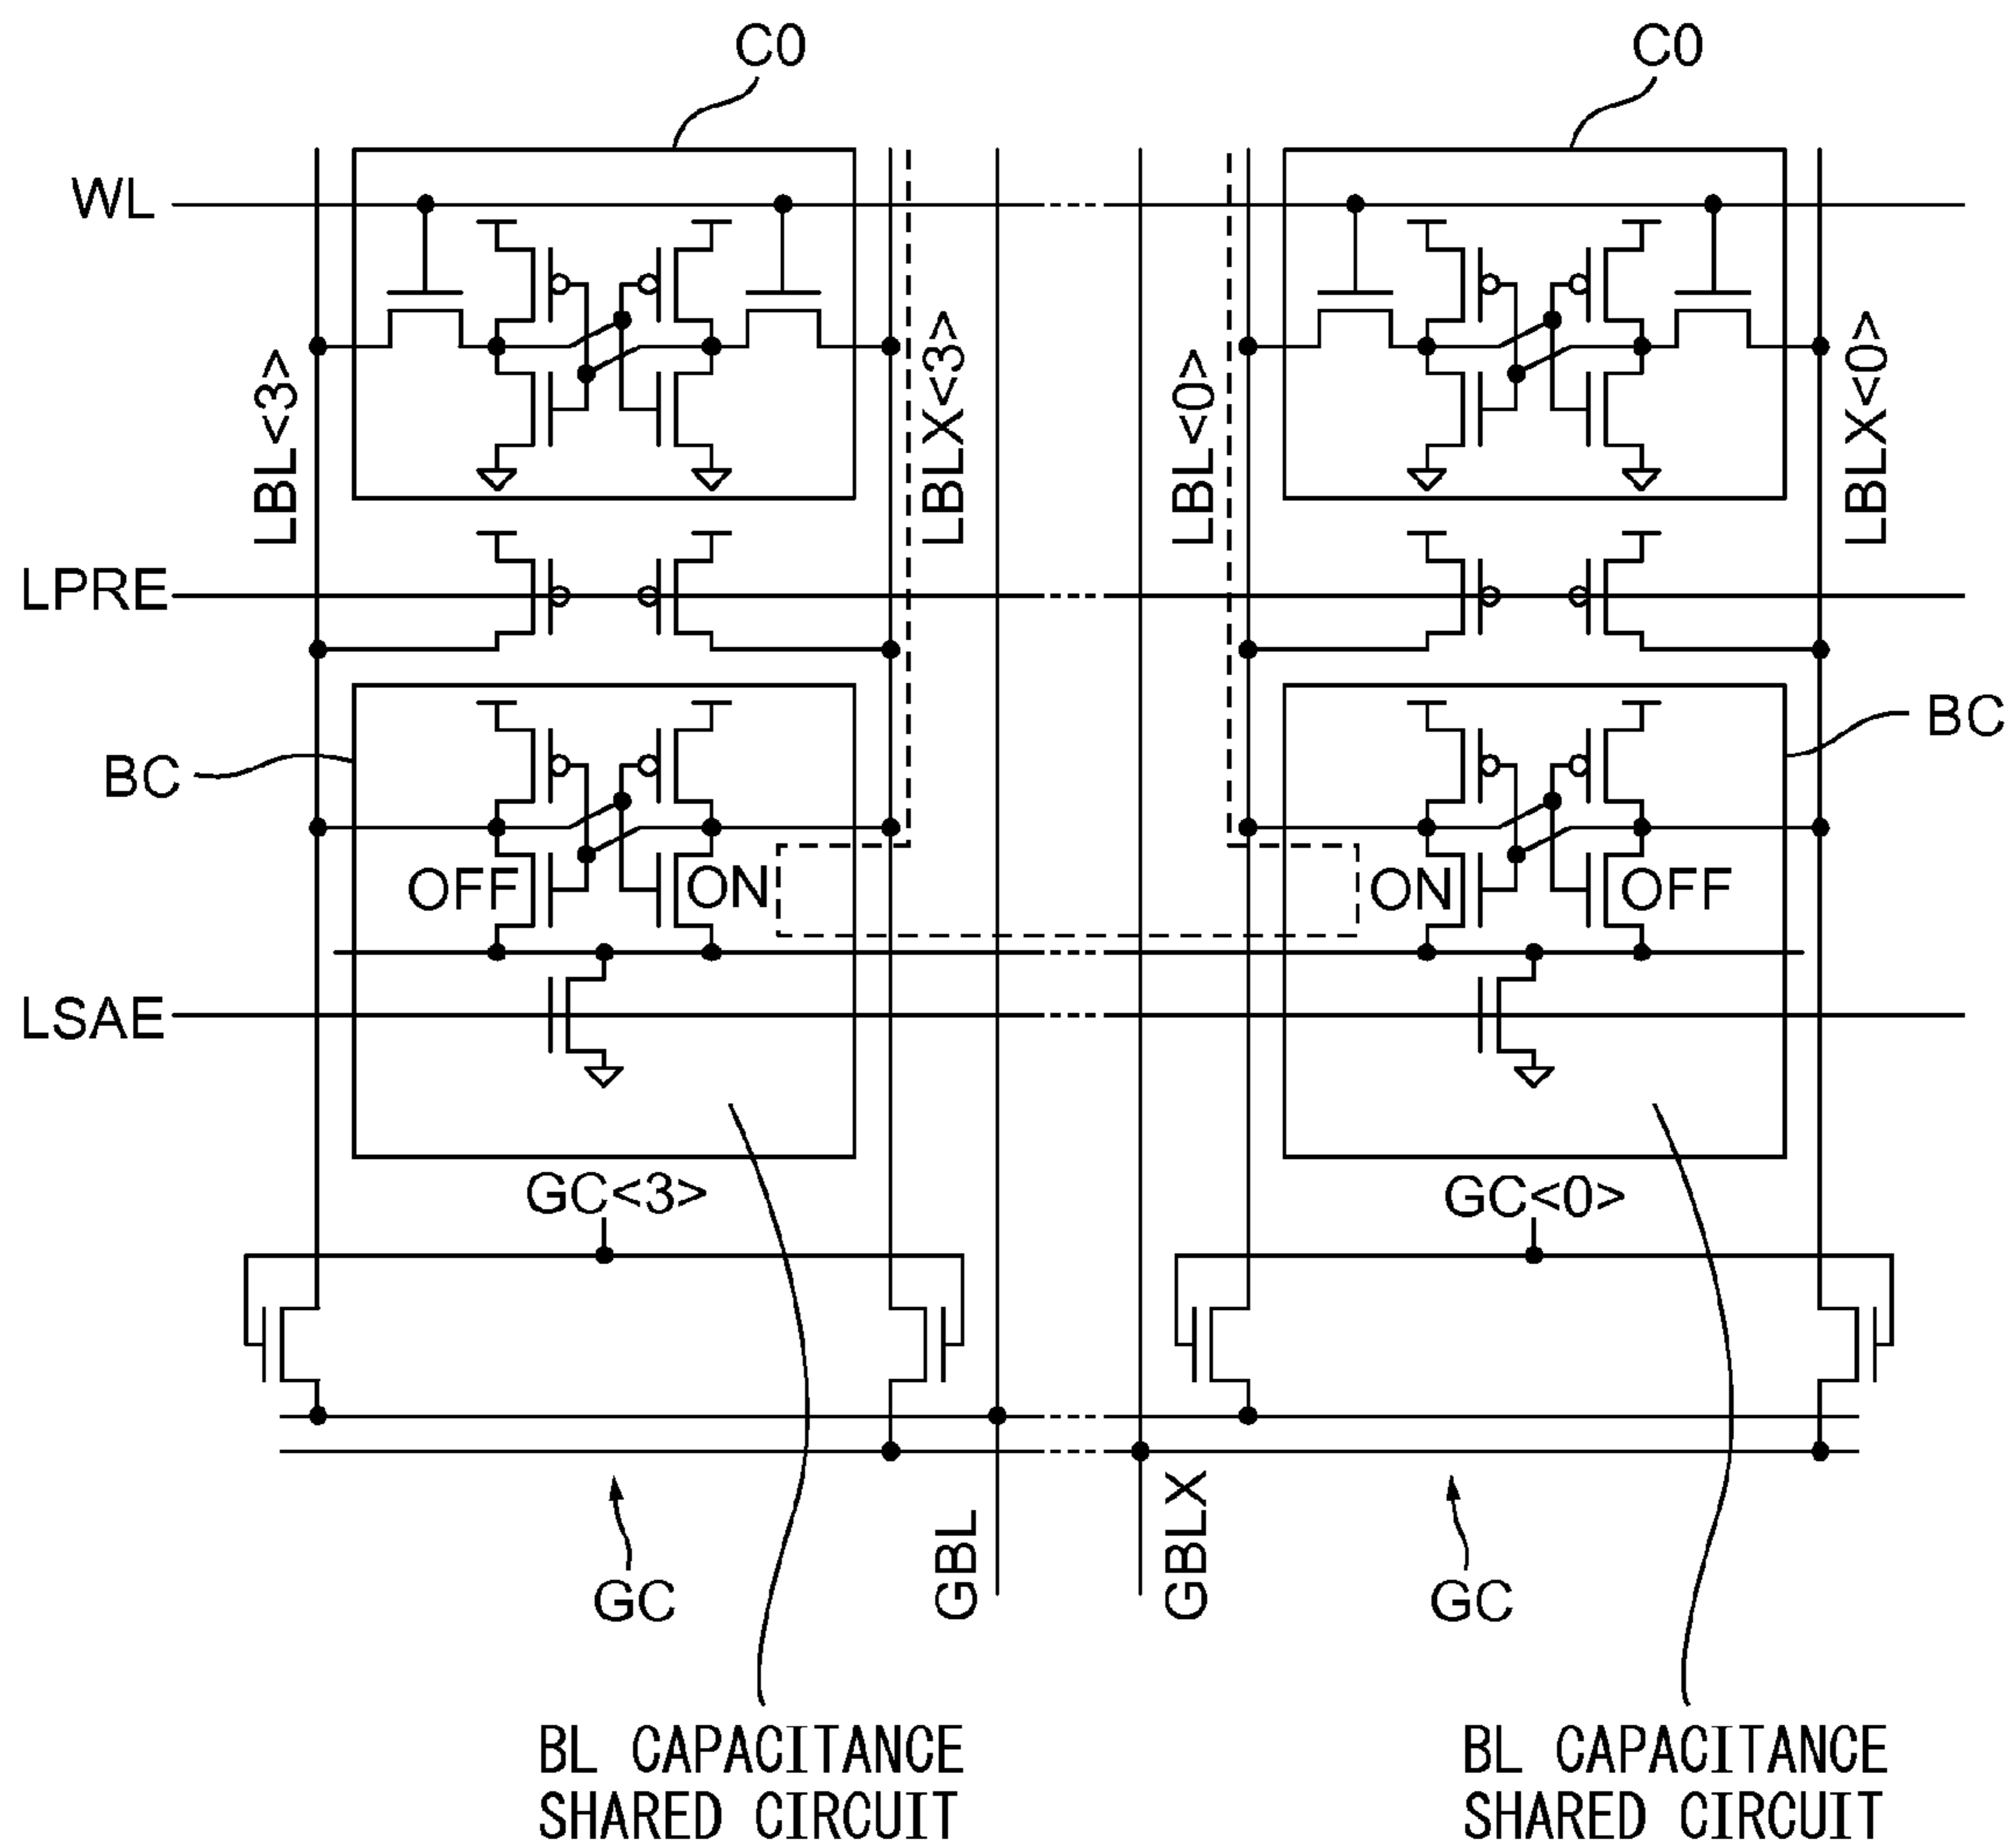 C0 C0
WL
LBL<3>
LBLX<3>
LBL<0>
LBLX<0>
LPRE
BC
BC
OFF ON ON OFF
LSAE
GC<3> GC<0>
GBL
GBLX
GC GC
BL CAPACITANCE
SHARED CIRCUIT
BL CAPACITANCE
SHARED CIRCUIT